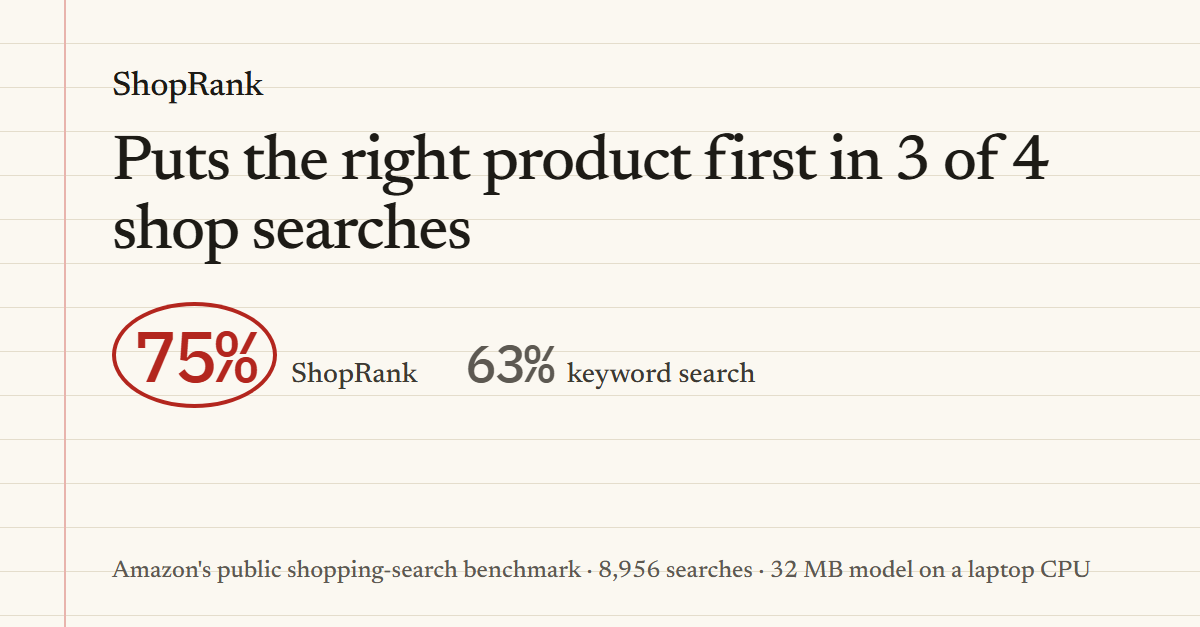 ShopRank
Puts the right product first in 3 of 4
shop searches
75% ShopRank 63% keyword search
Amazon's public shopping-search benchmark · 8,956 searches · 32 MB model on a laptop CPU